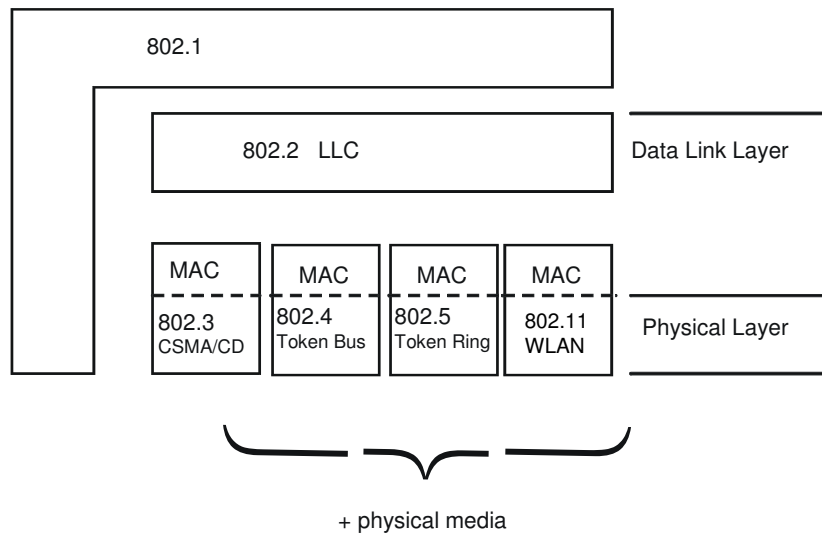 802.1
802.2 LLC
Data Link Layer
MAC
MAC
MAC
MAC
802.3
CSMA/CD
802.4
Token Bus
802.5
Token Ring
802.11
WLAN
Physical Layer
+ physical media